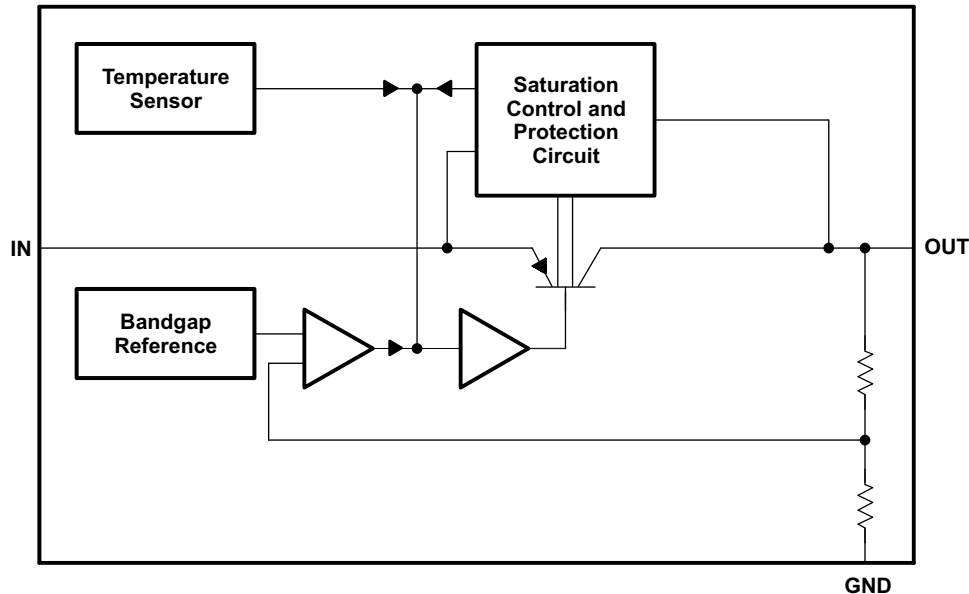 Temperature
Sensor
Saturation
Control and
Protection
Circuit
IN
OUT
Bandgap
Reference
GND